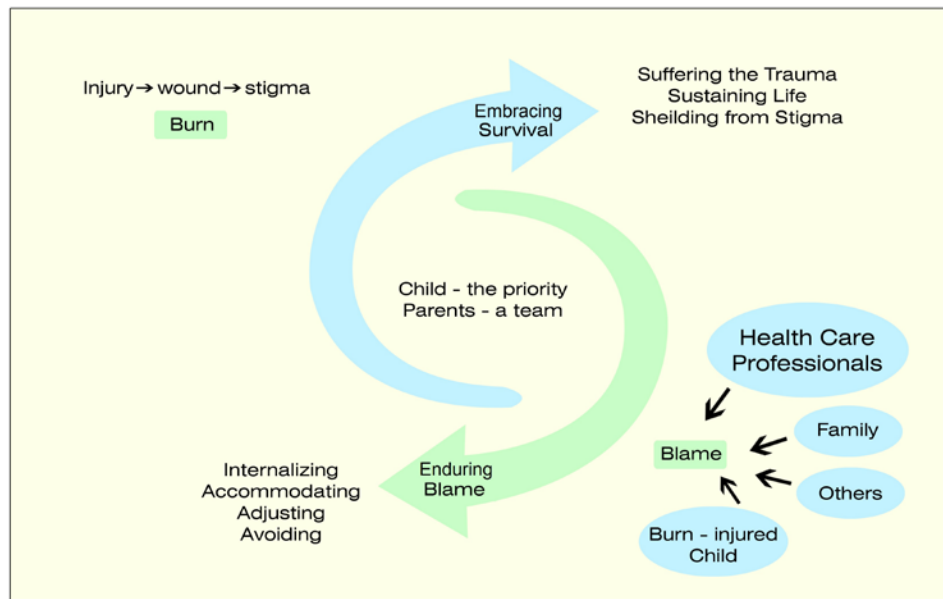 Injury→wound→stigma
Burn
Embracing
Survival
Suffering the Trauma
Sustaining Life
Sheilding from Stigma
Child - the priority
Parents - a team
Health Care
Professionals
Family
Blame
Others
Burn - injured
Child
Enduring
Blame
Internalizing
Accommodating
Adjusting
Avoiding